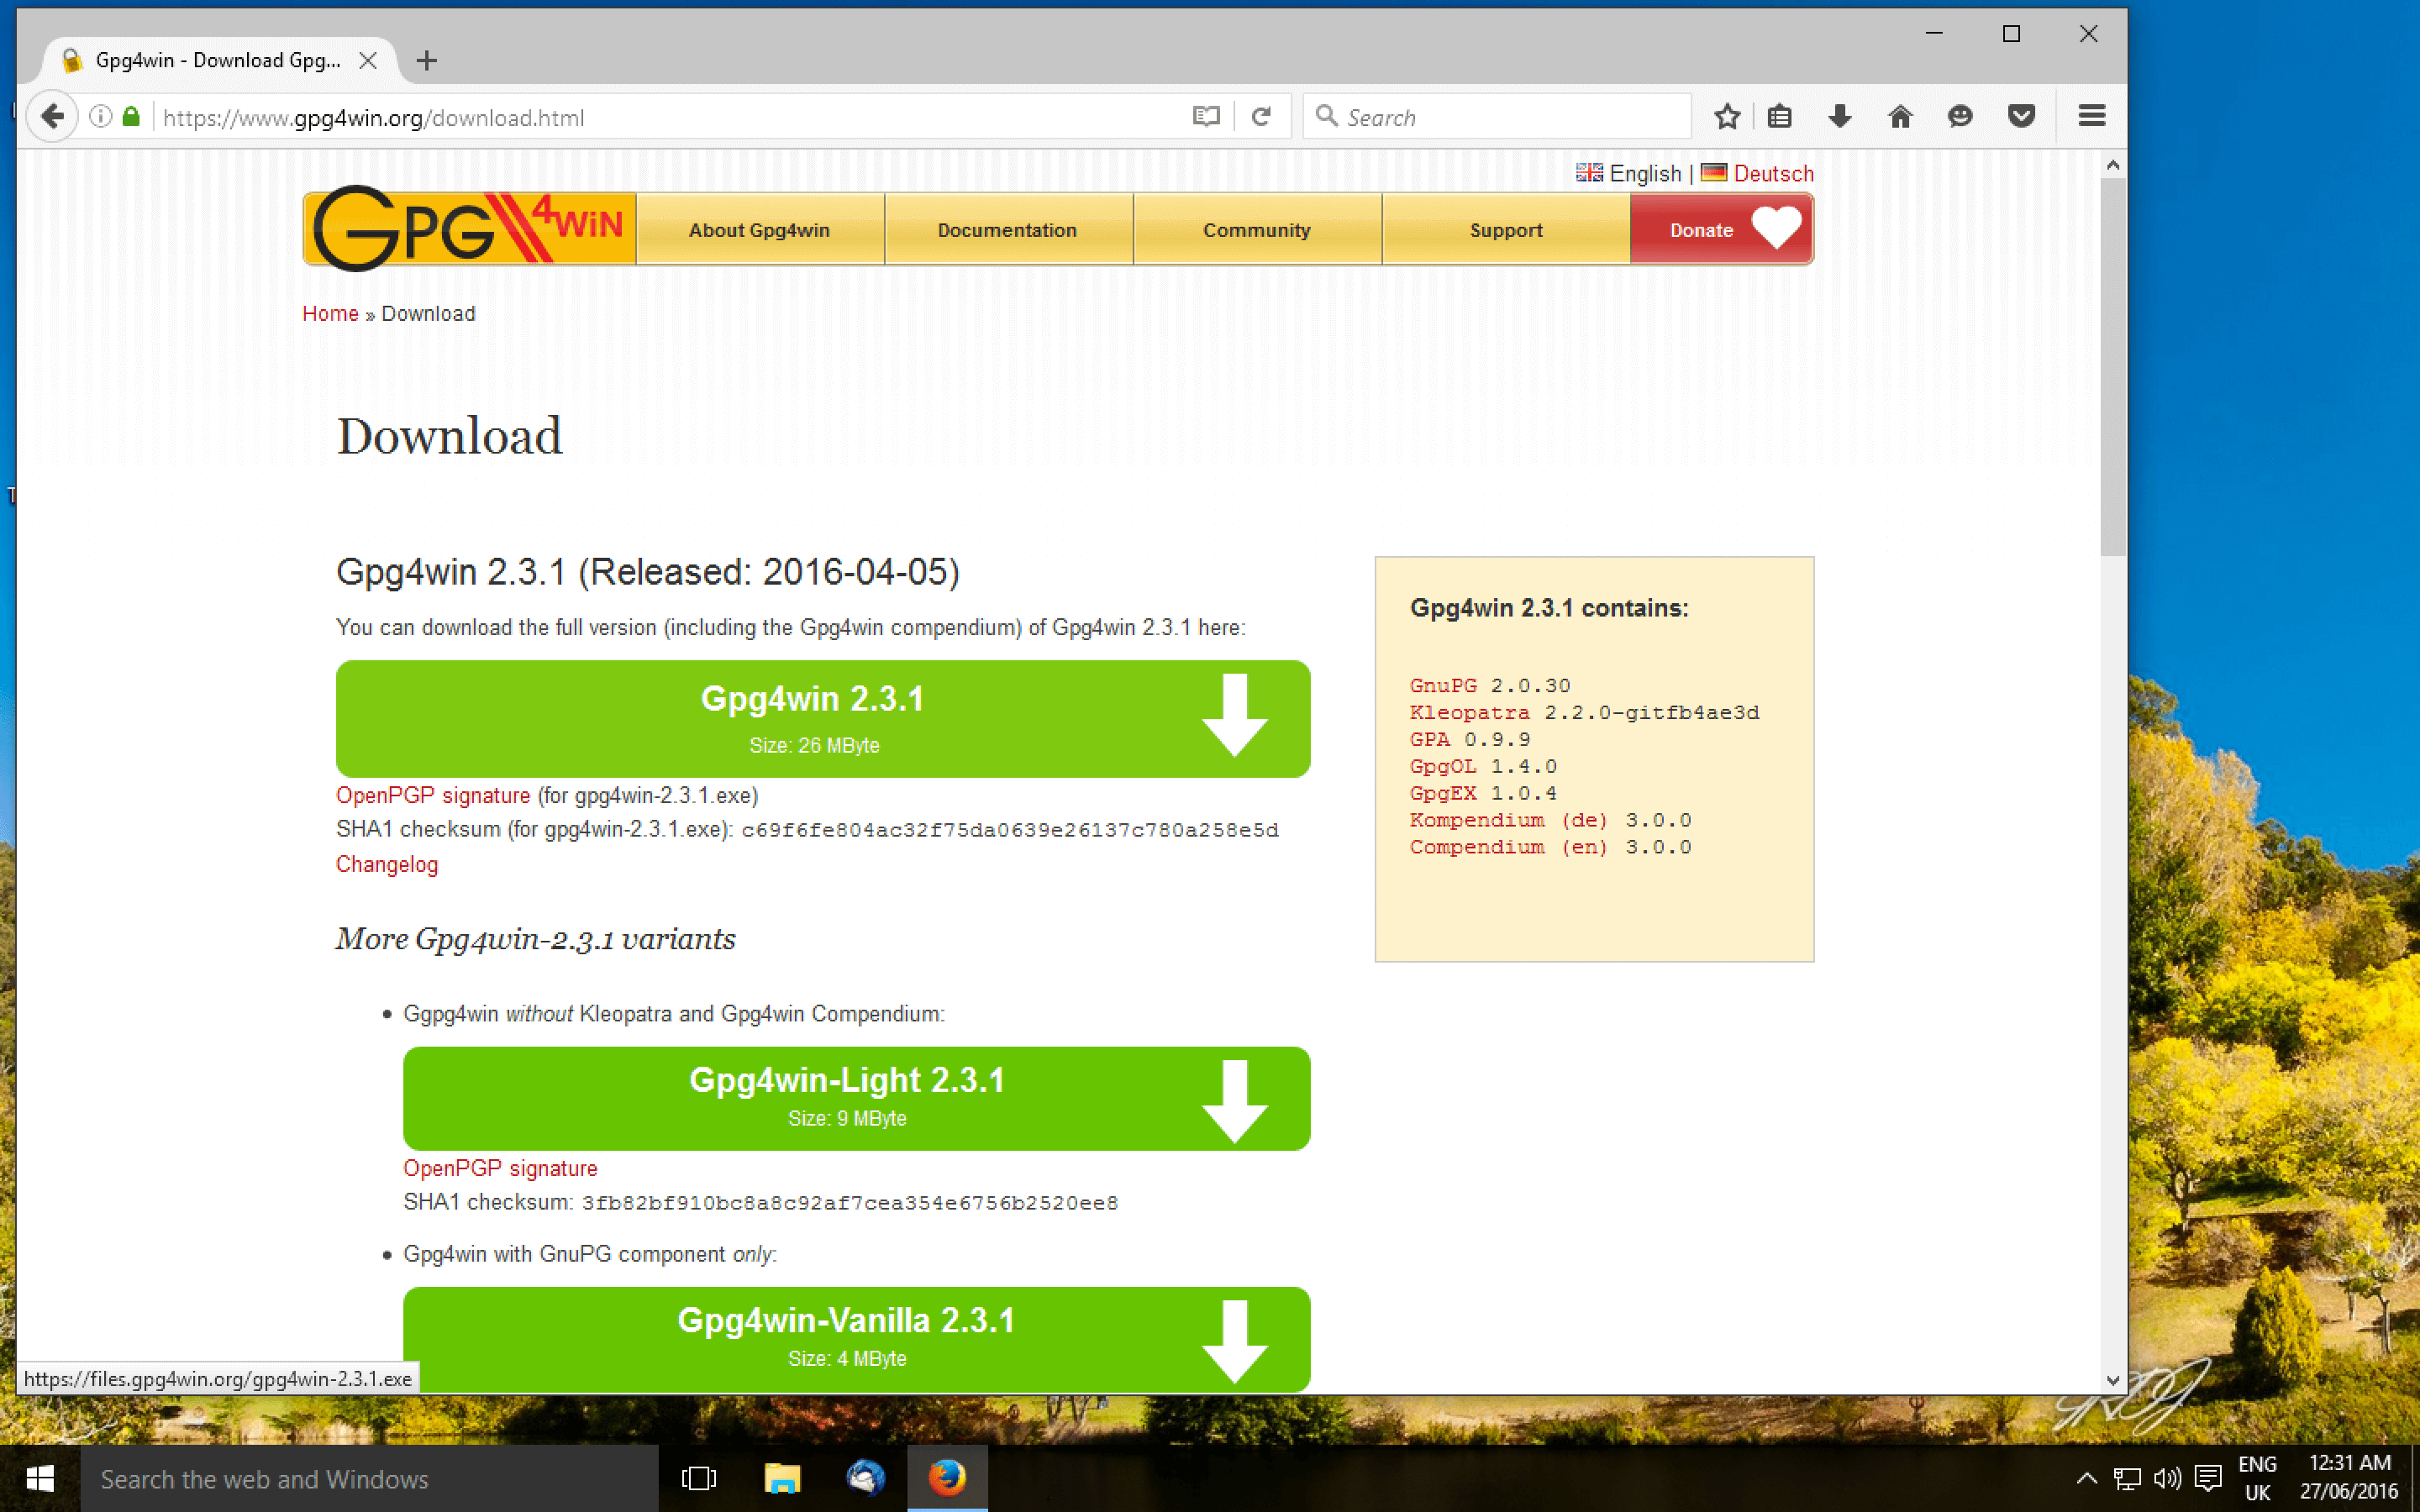 Gpg4win - Download Gpg...
https://www.gpg4win.org/download.html
Search
English | Deutsch
GPG4WiN
About Gpg4win
Documentation
Community
Support
Donate
Home » Download
Download
Gpg4win 2.3.1 (Released: 2016-04-05)
You can download the full version (including the Gpg4win compendium) of Gpg4win 2.3.1 here:
Gpg4win 2.3.1
Size: 26 MByte
OpenPGP signature (for gpg4win-2.3.1.exe)
SHA1 checksum (for gpg4win-2.3.1.exe): c69f6fe804ac32f75da0639e26137c780a258e5d
Changelog
More Gpg4win-2.3.1 variants
Ggpg4win without Kleopatra and Gpg4win Compendium:
Gpg4win-Light 2.3.1
Size: 9 MByte
OpenPGP signature
SHA1 checksum: 3fb82bf910bc8a8c92af7cea354e6756b2520ee8
Gpg4win with GnuPG component only:
Gpg4win-Vanilla 2.3.1
Size: 4 MByte
Gpg4win 2.3.1 contains:
GnuPG 2.0.30
Kleopatra 2.2.0-gitfb4ae3d
GPA 0.9.9
GpgOL 1.4.0
GpgEX 1.0.4
Kompendium (de) 3.0.0
Compendium (en) 3.0.0
https://files.gpg4win.org/gpg4win-2.3.1.exe
Search the web and Windows
ENG
UK
12:31 AM
27/06/2016